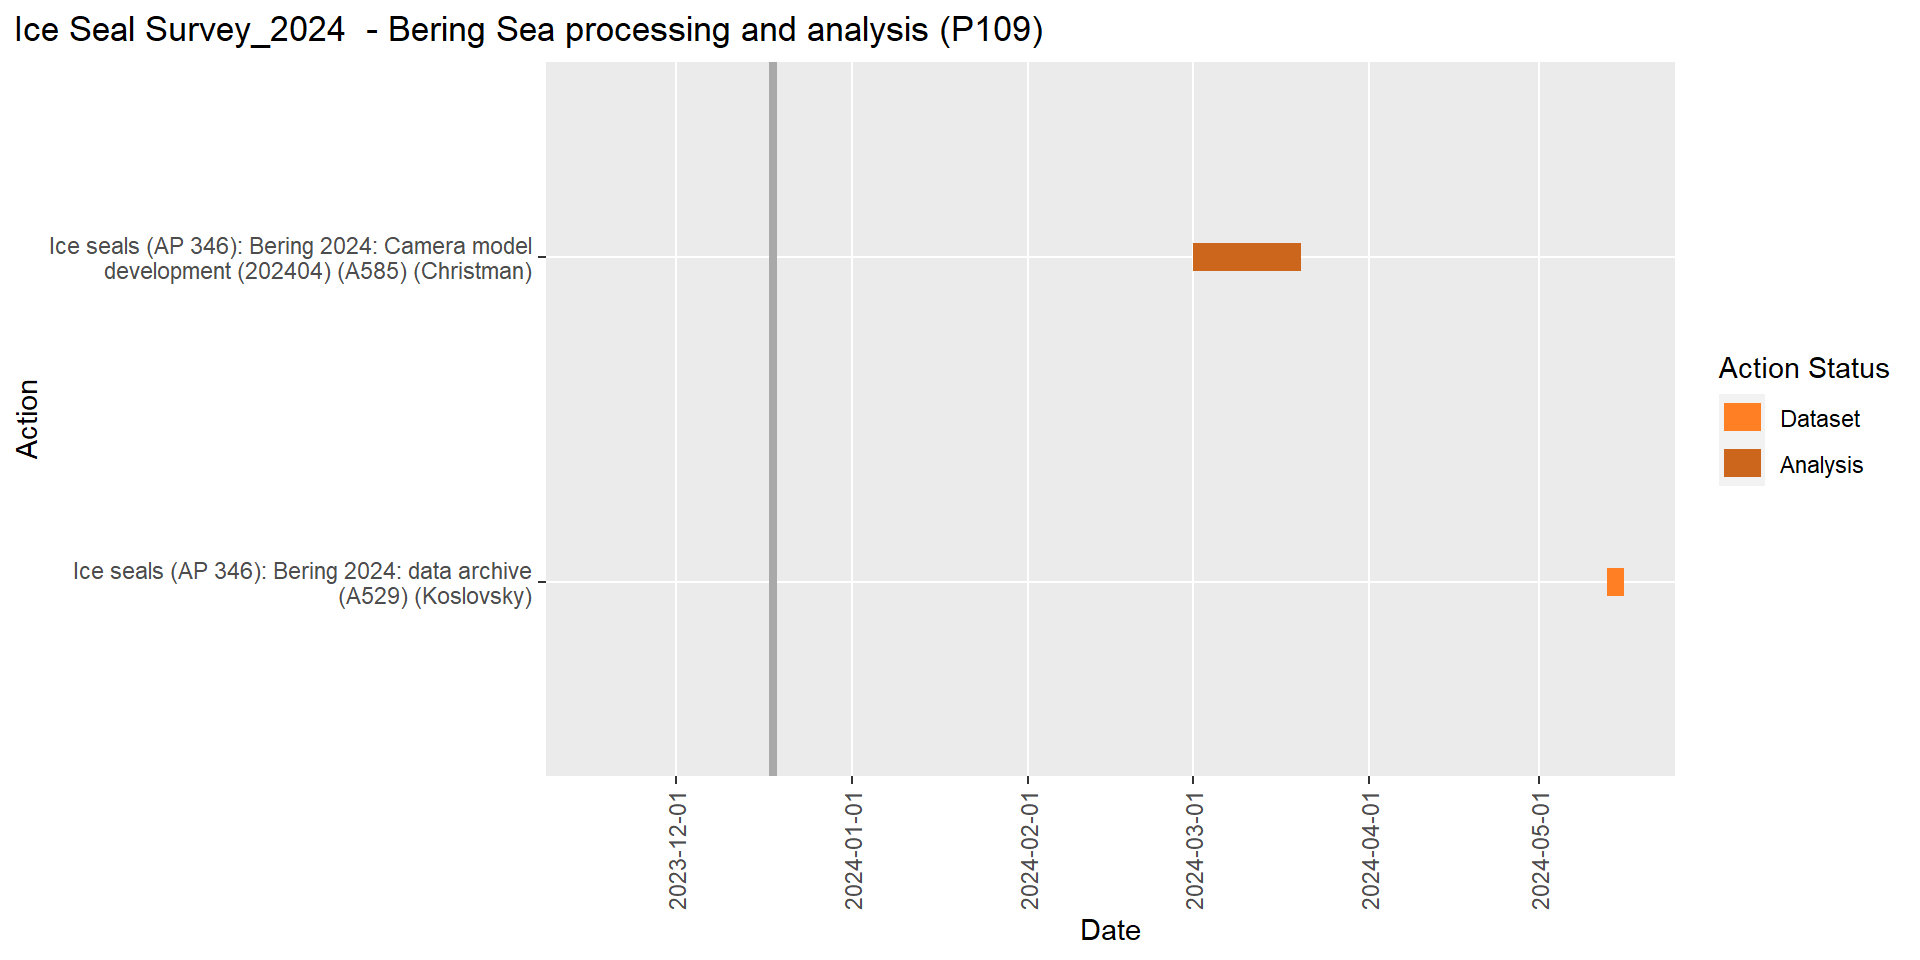 Ice Seal Survey_2024  - Bering Sea processing and analysis (P109)
Action
Ice seals (AP 346): Bering 2024: Camera model
development (202404) (A585) (Christman)
Ice seals (AP 346): Bering 2024: data archive
(A529) (Koslovsky)
2023-12-01
2024-01-01
2024-02-01
2024-03-01
2024-04-01
2024-05-01
Date
Action Status
Dataset
Analysis